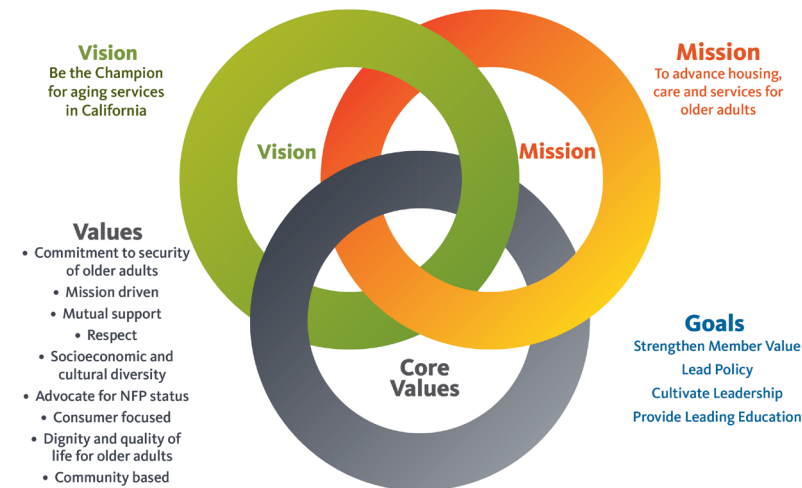 Vision
Be the Champion
for aging services
in California
Mission
To advance housing,
care and services for
older adults
Vision
Mission
Values
• Commitment to security
of older adults
• Mission driven
• Mutual support
• Respect
• Socioeconomic and
cultural diversity
• Advocate for NFP status
• Consumer focused
• Dignity and quality of
life for older adults
• Community based
Core
Values
Goals
Strengthen Member Value
Lead Policy
Cultivate Leadership
Provide Leading Education